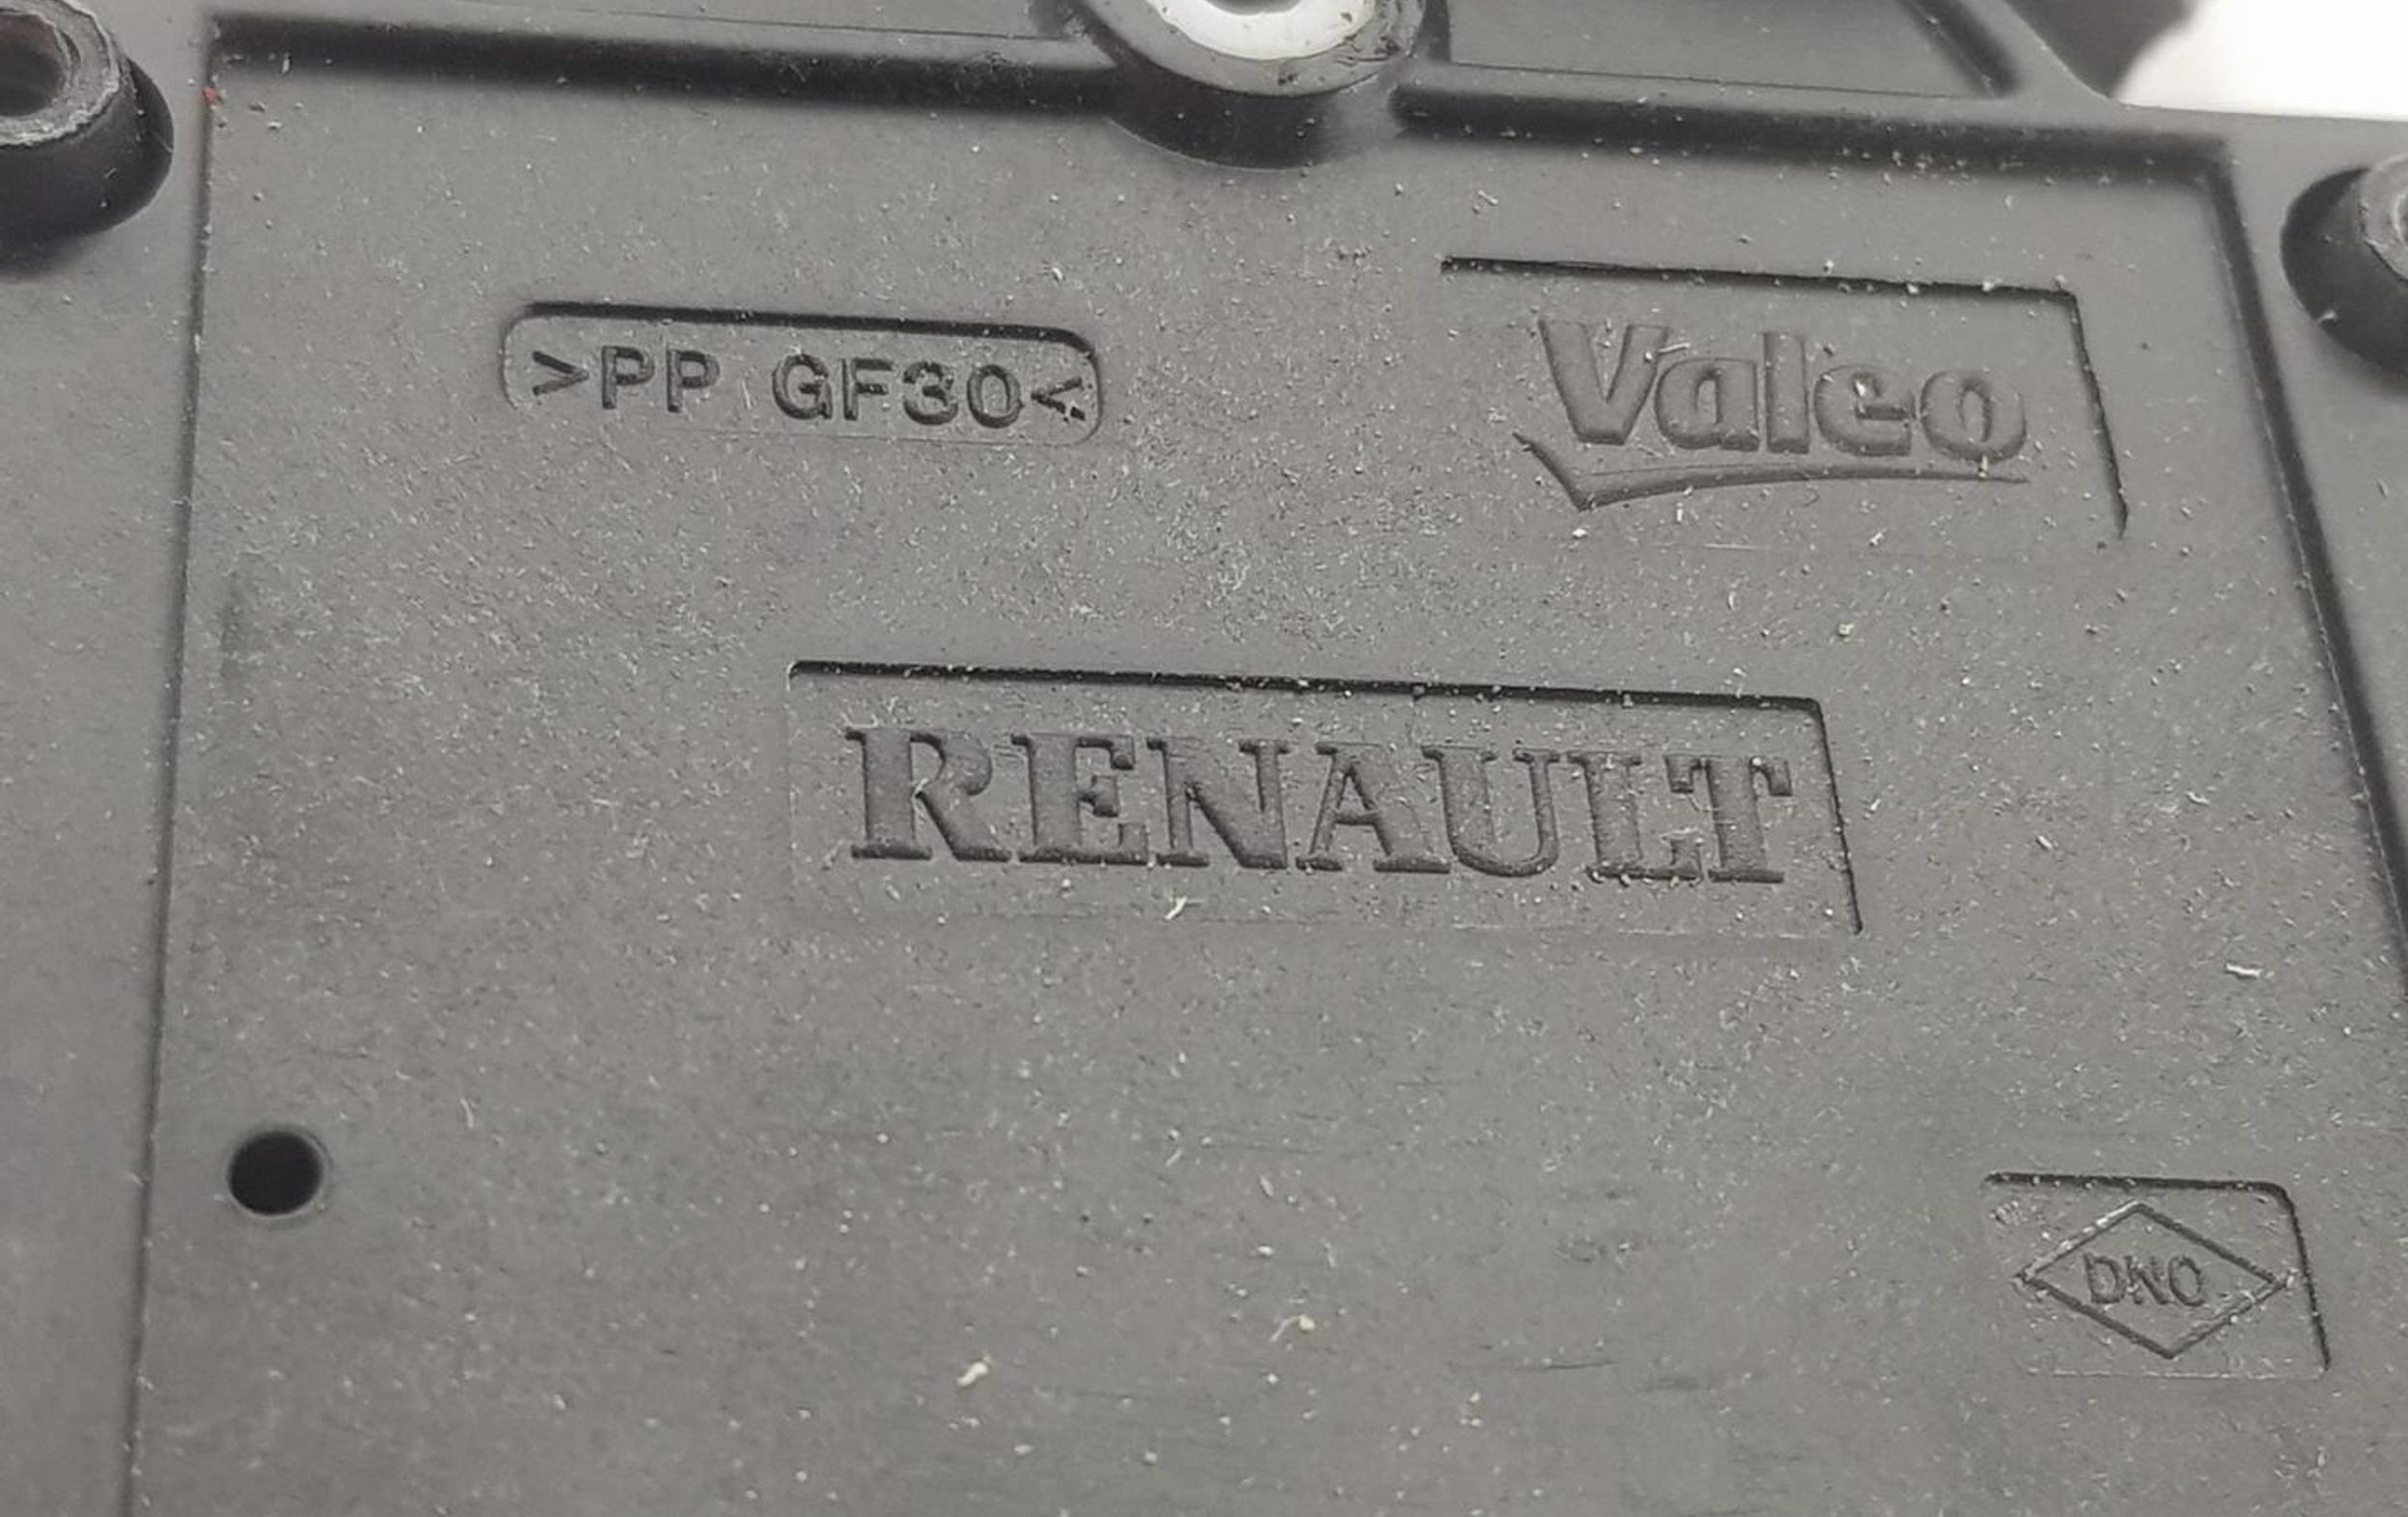 >PP GF30<
Valeo
RENAULT
DNO